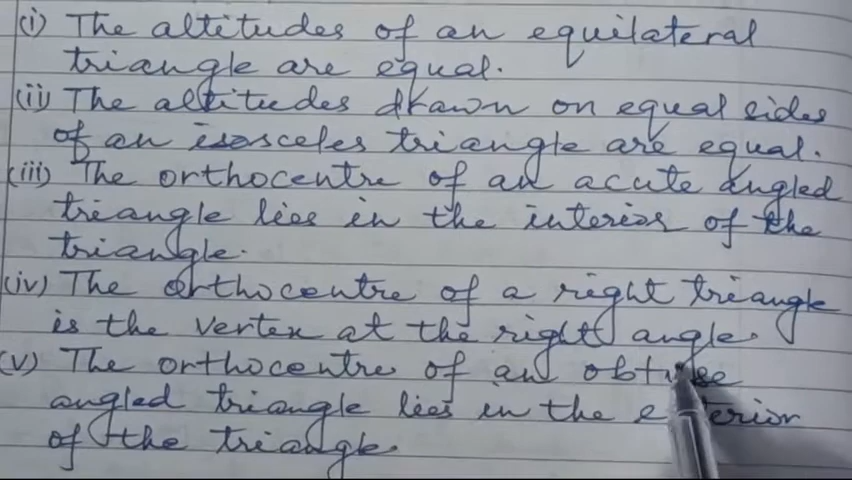 (i) The altitudes of an equilateral
triangle are equal.
(ii) The altitudes drawn on equal sides
of an isosceles triangle are equal.
(iii) The orthocentre of an acute angled
triangle lies in the interior of the
triangle.
(iv) The orthocentre of a right triangle
is the vertex at the right angle.
(v) The orthocentre of an obtuse
angled triangle lies in the exterior
of the triangle.